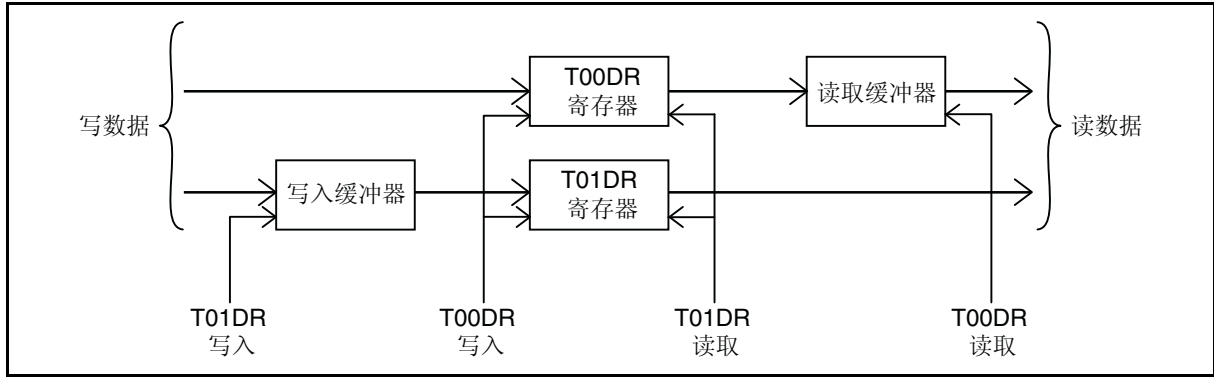 T00DR
寄存器
读取缓冲器
写数据
读数据
写入缓冲器
T01DR
寄存器
T01DR
写入
T00DR
写入
T01DR
读取
T00DR
读取